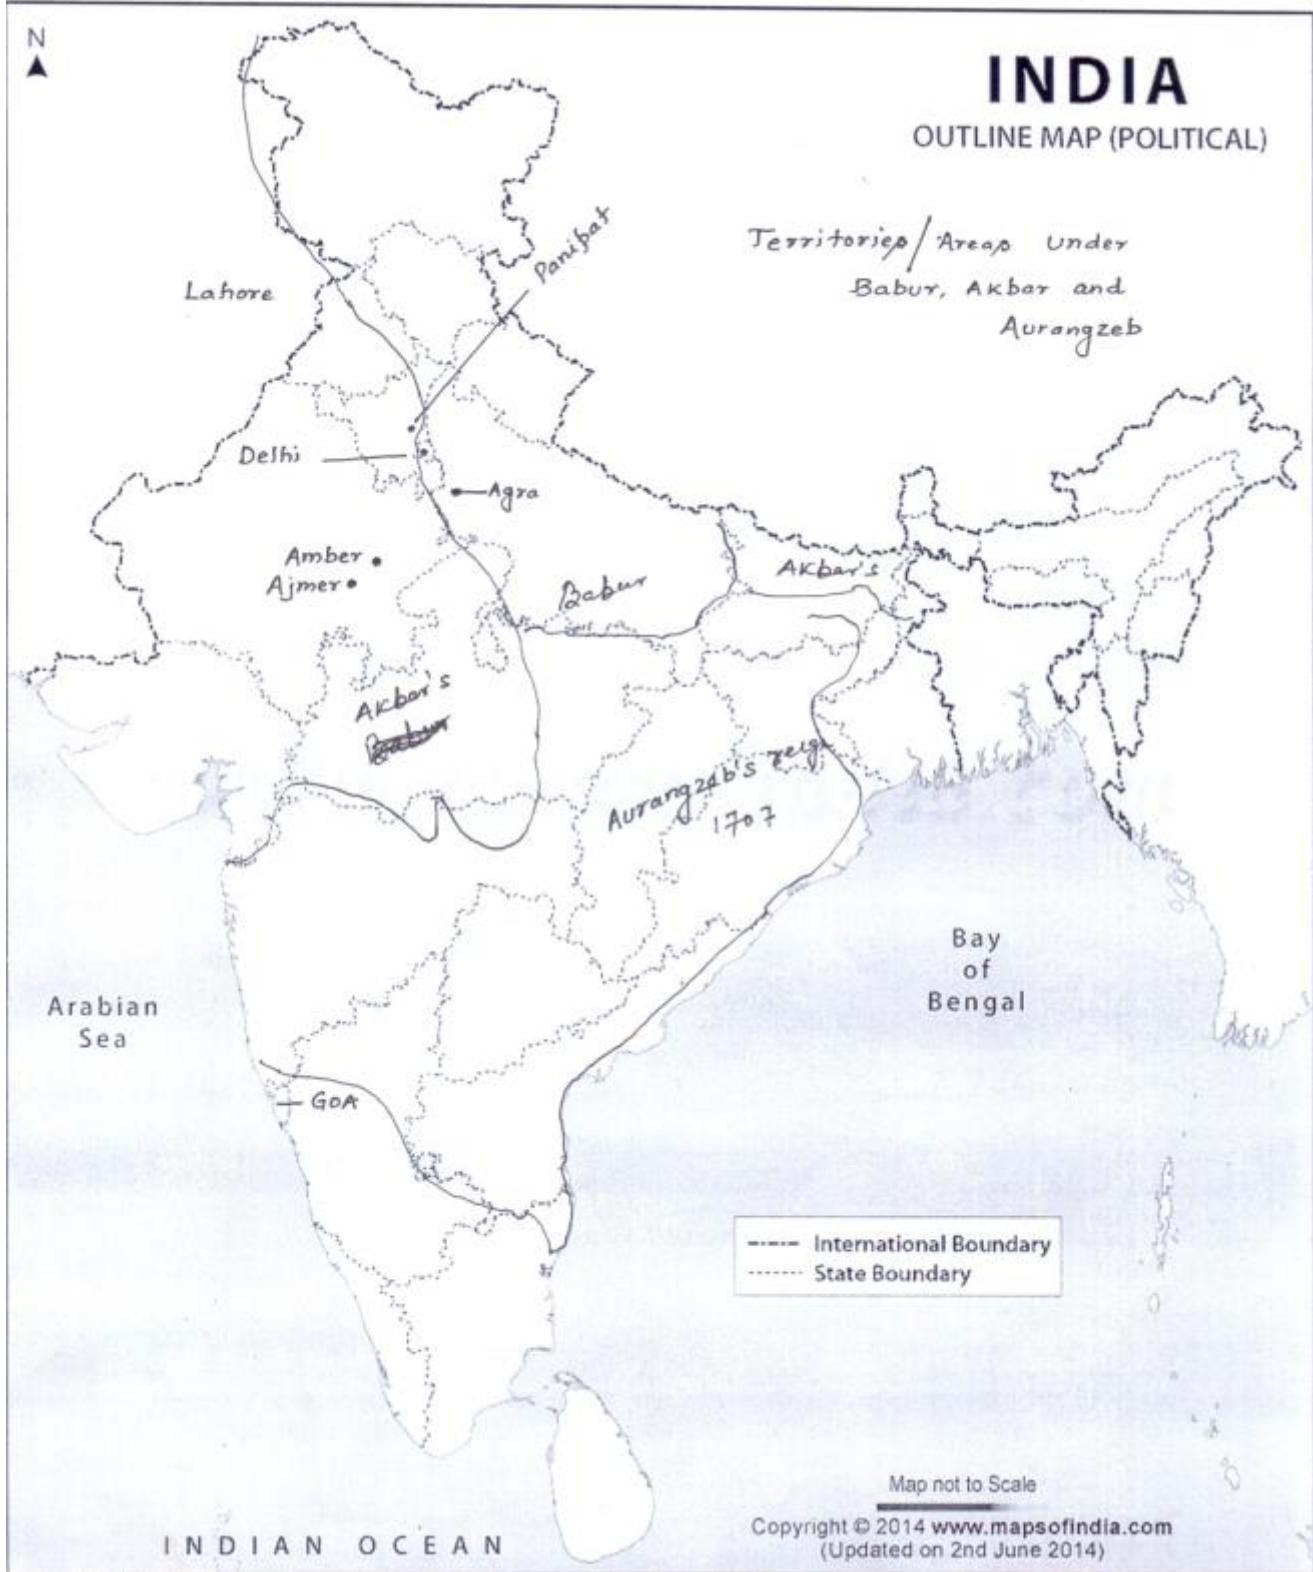 N
INDIA
OUTLINE MAP (POLITICAL)
Territories/Areas under
Babur, Akbar and
Aurangzeb
Panipat
Lahore
Delhi
Agra
Amber
Ajmer
Babur
Akbar's
Akbar's
Babur
Aurangzeb's reign
1707
Arabian
Sea
Bay
of
Bengal
GOA
International Boundary
State Boundary
Map not to Scale
Copyright © 2014 www.mapsofindia.com
(Updated on 2nd June 2014)
INDIAN OCEAN